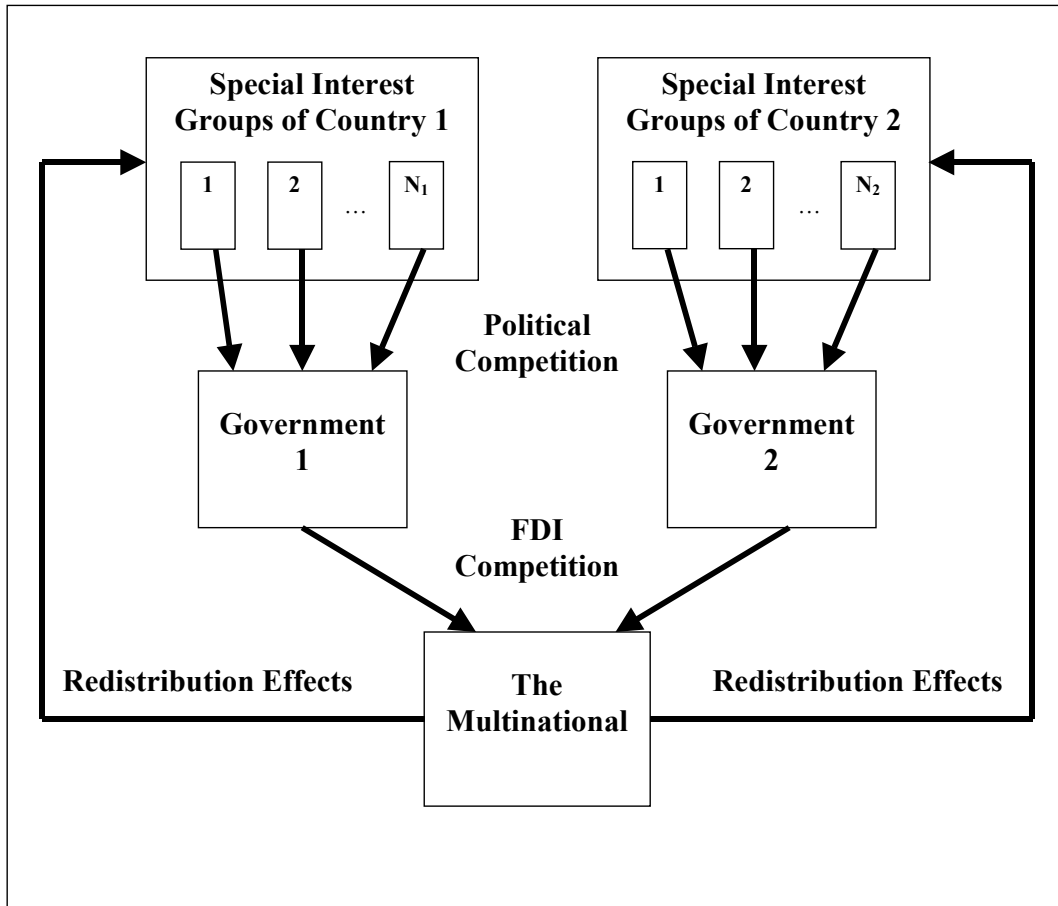 Special Interest
Groups of Country 1
1
2
...
N₁
Special Interest
Groups of Country 2
1
2
...
N₂
Political
Competition
Government
1
Government
2
FDI
Competition
Redistribution Effects
The
Multinational
Redistribution Effects